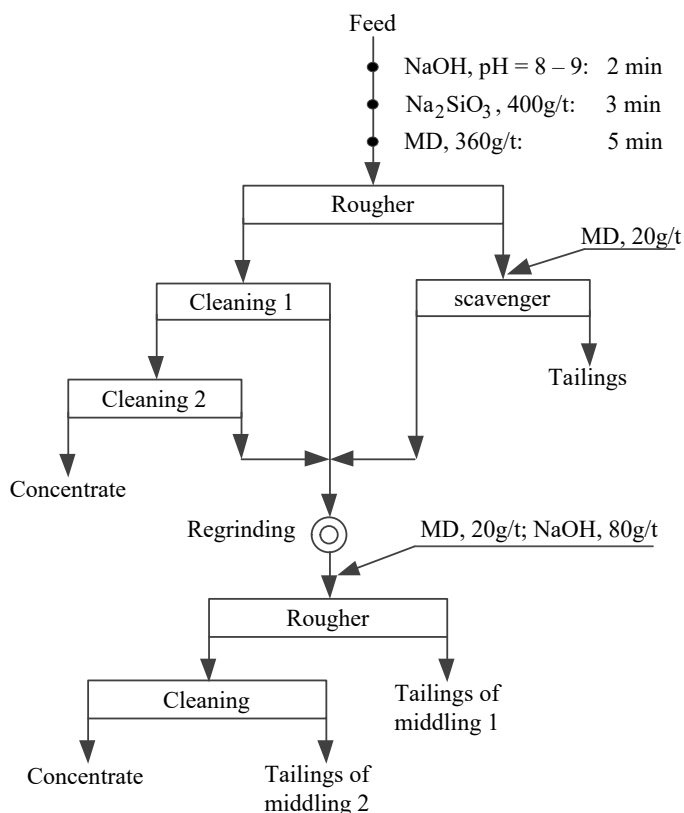 Feed
NaOH, pH = 8 – 9: 2 min
Na₂SiO₃, 400g/t: 3 min
MD, 360g/t: 5 min
Rougher
MD, 20g/t
Cleaning 1
scavenger
Tailings
Cleaning 2
Concentrate
Regrinding
MD, 20g/t; NaOH, 80g/t
Rougher
Cleaning
Tailings of
middling 1
Concentrate
Tailings of
middling 2